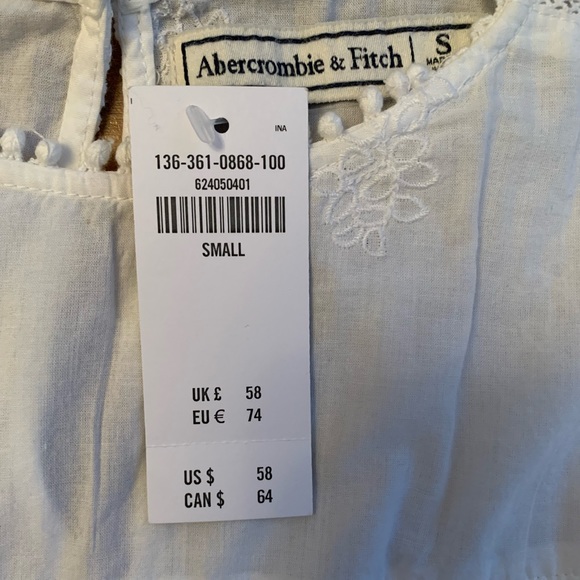 Abercrombie & Fitch
S
INA
136-361-0868-100
624050401
SMALL
UK £ 58
EU € 74
US $ 58
CAN $ 64